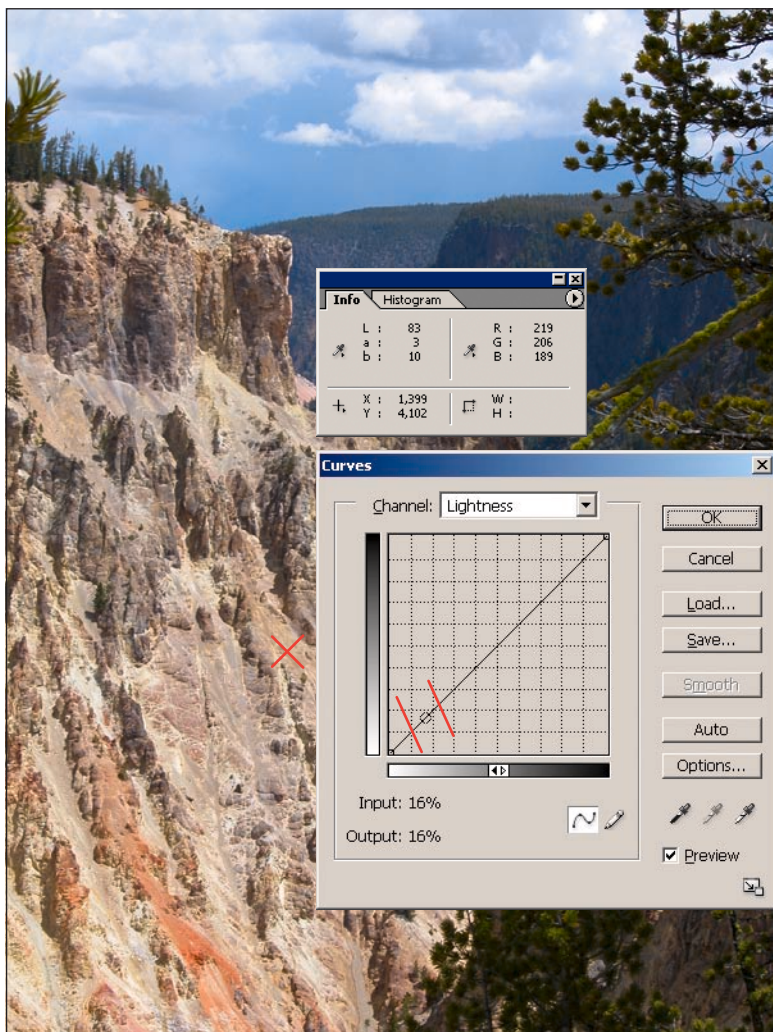 Info Histogram
L : 83 R : 219
a : 3 G : 206
b : 10 B : 189
X : 1,399 W :
Y : 4,102 H :
Curves
Channel: Lightness
OK
Cancel
Load...
Save...
Smooth
Auto
Options...
Input: 16%
Output: 16%
Preview